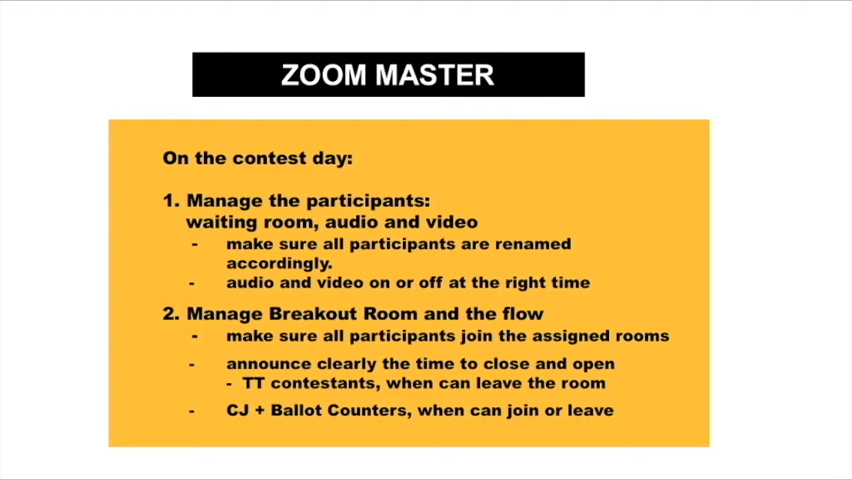 ZOOM MASTER
On the contest day:
1. Manage the participants:
waiting room, audio and video
- make sure all participants are renamed
accordingly.
- audio and video on or off at the right time
2. Manage Breakout Room and the flow
- make sure all participants join the assigned rooms
- announce clearly the time to close and open
- TT contestants, when can leave the room
- CJ + Ballot Counters, when can join or leave